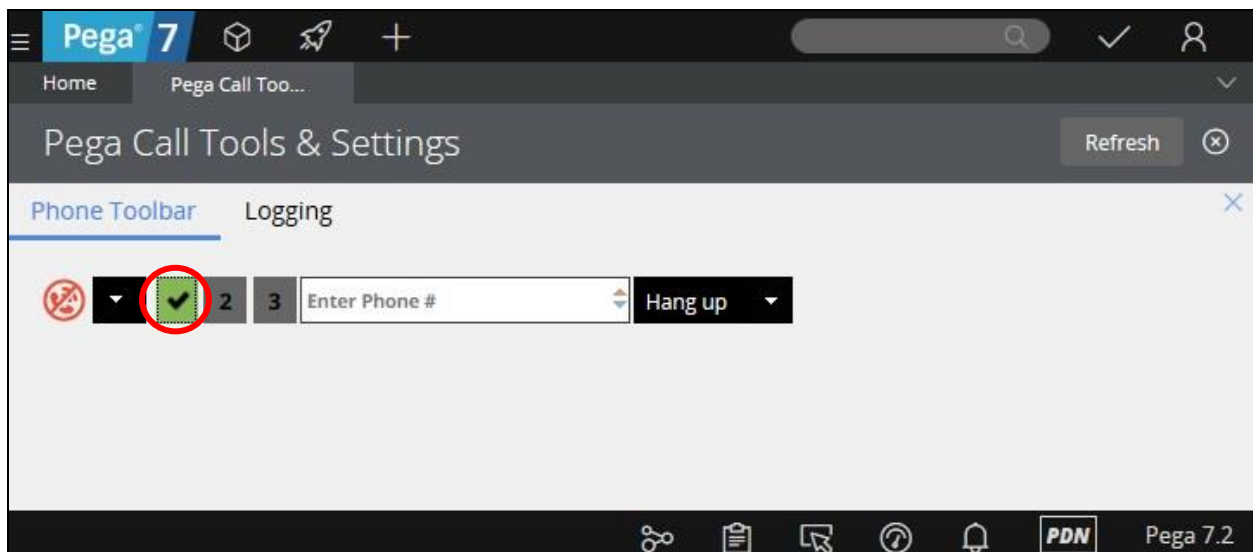 Pega® 7
Home Pega Call Too...
Pega Call Tools & Settings Refresh
Phone Toolbar Logging
2 3 Enter Phone # Hang up
PDN Pega 7.2